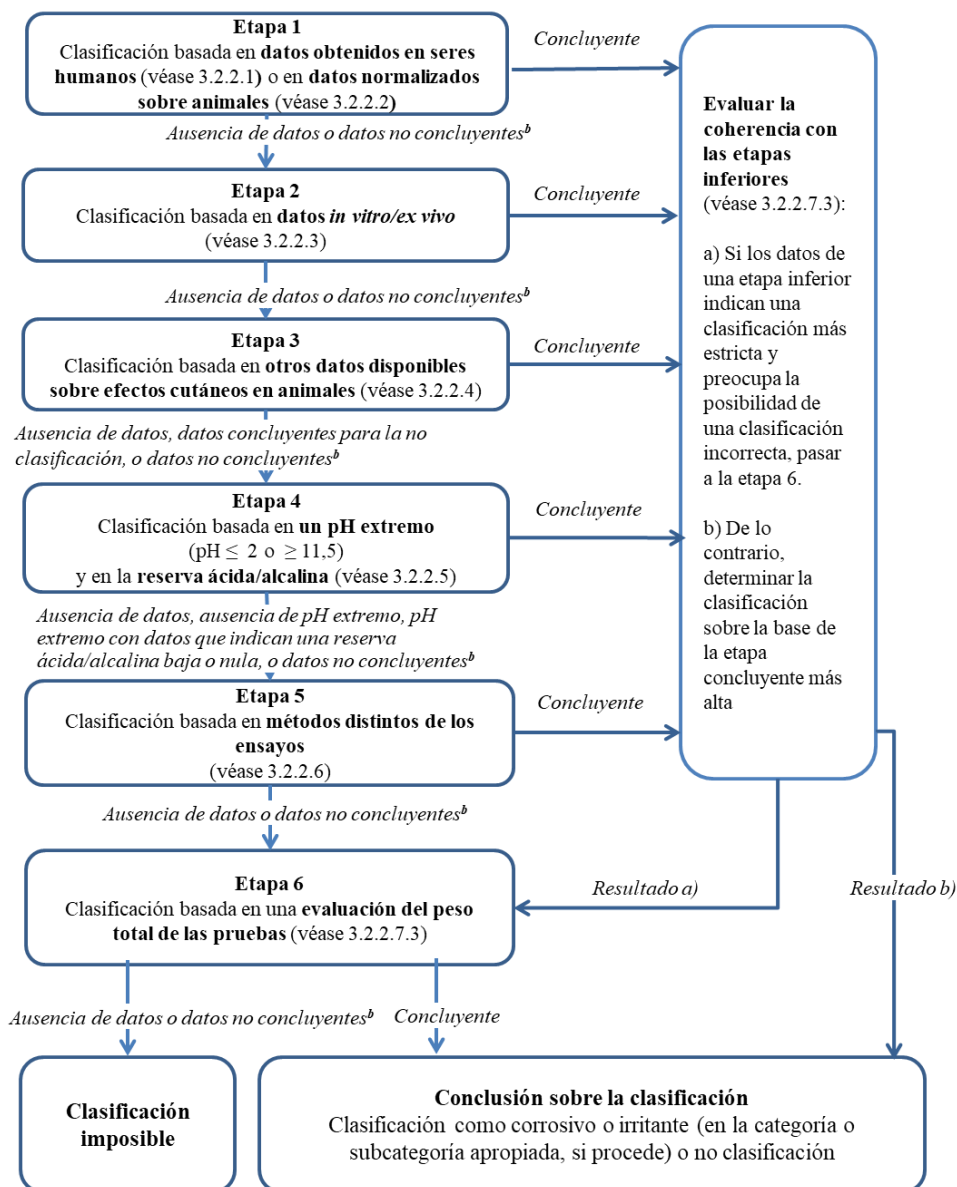 Etapa 1
Clasificación basada en datos obtenidos en seres
humanos (véase 3.2.2.1) o en datos normalizados
sobre animales (véase 3.2.2.2)
Concluyente
Ausencia de datos o datos no concluyentesᵇ
Etapa 2
Clasificación basada en datos in vitro/ex vivo
(véase 3.2.2.3)
Concluyente
Ausencia de datos o datos no concluyentesᵇ
Etapa 3
Clasificación basada en otros datos disponibles
sobre efectos cutáneos en animales (véase 3.2.2.4)
Concluyente
Ausencia de datos, datos concluyentes para la no
clasificación, o datos no concluyentesᵇ
Etapa 4
Clasificación basada en un pH extremo
(pH ≤ 2 o ≥ 11,5)
y en la reserva ácida/alcalina (véase 3.2.2.5)
Concluyente
Ausencia de datos, ausencia de pH extremo, pH
extremo con datos que indican una reserva
ácida/alcalina baja o nula, o datos no concluyentesᵇ
Etapa 5
Clasificación basada en métodos distintos de los
ensayos
(véase 3.2.2.6)
Concluyente
Ausencia de datos o datos no concluyentesᵇ
Etapa 6
Clasificación basada en una evaluación del peso
total de las pruebas (véase 3.2.2.7.3)
Evaluar la
coherencia con
las etapas
inferiores
(véase 3.2.2.7.3):
a) Si los datos de
una etapa inferior
indican una
clasificación más
estricta y
preocupa la
posibilidad de
una clasificación
incorrecta, pasar
a la etapa 6.
b) De lo
contrario,
determinar la
clasificación
sobre la base de
la etapa
concluyente más
alta
Resultado a)
Resultado b)
Ausencia de datos o datos no concluyentesᵇ
Concluyente
Clasificación
imposible
Conclusión sobre la clasificación
Clasificación como corrosivo o irritante (en la categoría o
subcategoría apropiada, si procede) o no clasificación